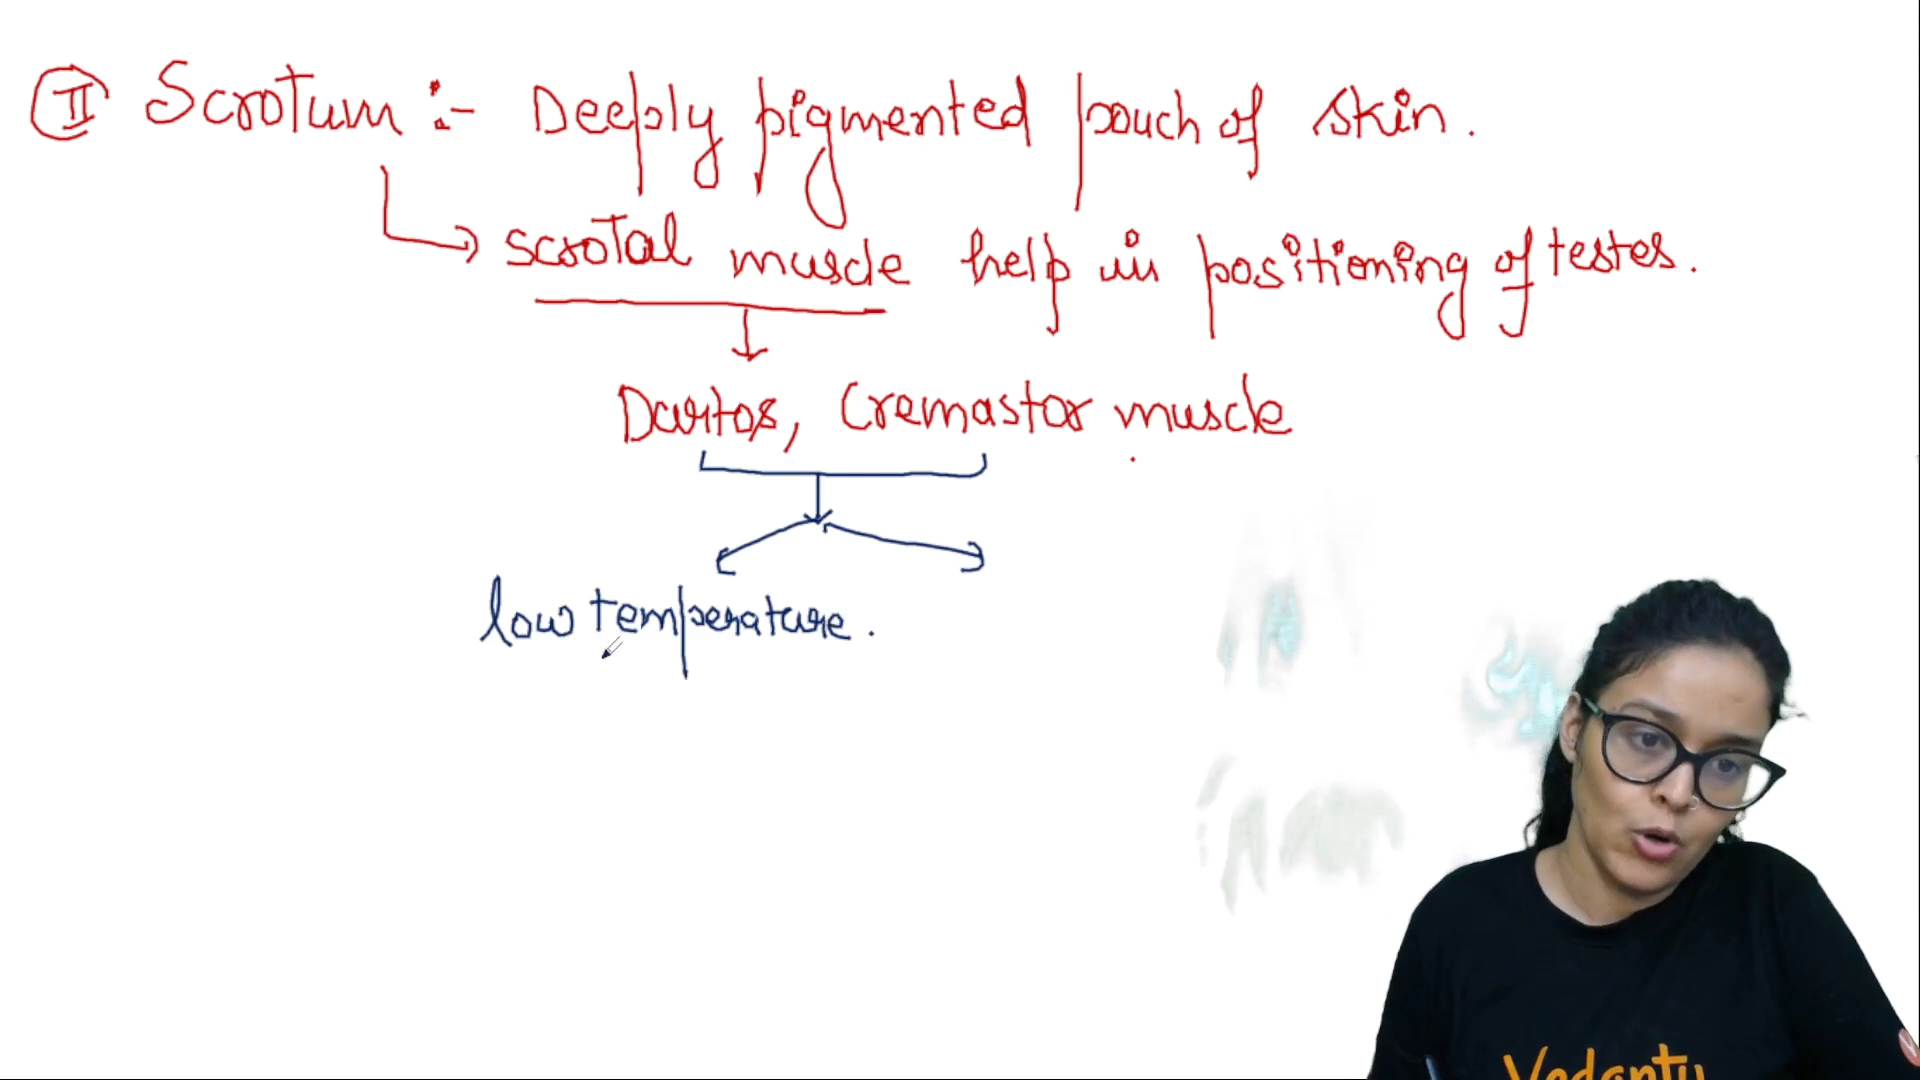 II Scrotum :- Deeply pigmented pouch of skin.
scrotal muscle help in positioning of testes.
Dartos, Cremastor muscle
low temperature.
Vedantu